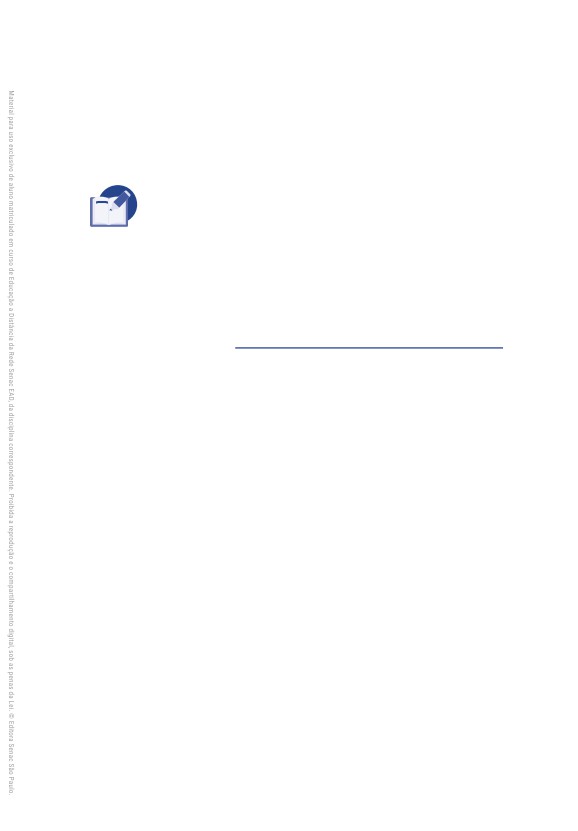 Material para uso exclusivo de aluno matriculado em curso de Educação a Distância da Rede Senac EAD, da disciplina correspondente. Proibida a reprodução e o compartilhamento digital, sob as penas da Lei. © Editora Senac São Paulo.